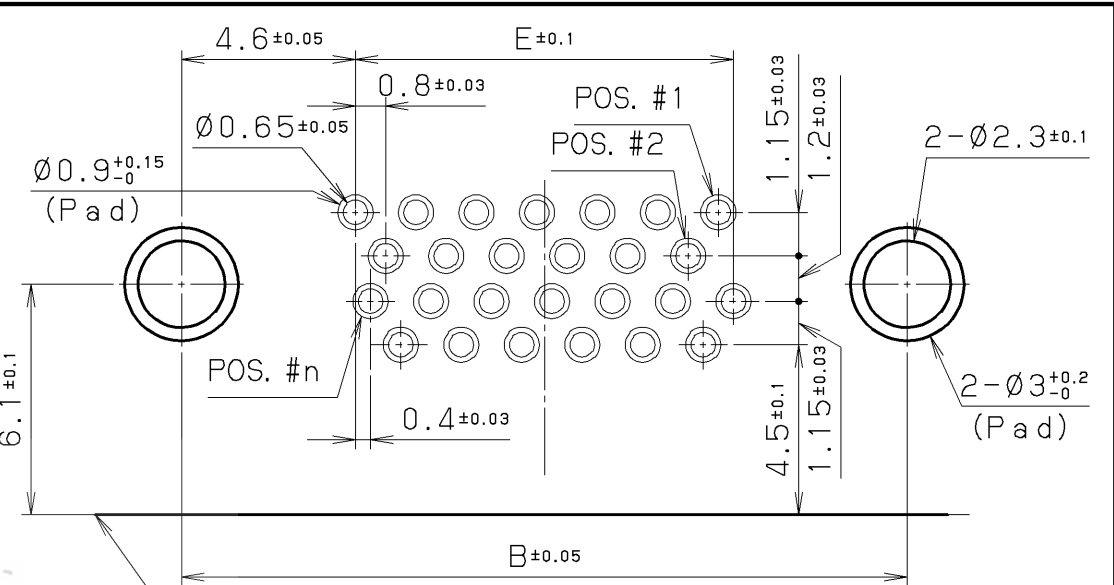 4.6±0.05
E±0.1
0.8±0.03
POS. #1
1.15±0.03
1.2±0.03
Ø0.65±0.05
POS. #2
2-Ø2.3±0.1
Ø0.9+0.15 -0
(Pad)
POS. #n
6.1±0.1
0.4±0.03
4.5±0.1
1.15±0.03
2-Ø3+0.2 -0
(Pad)
B±0.05